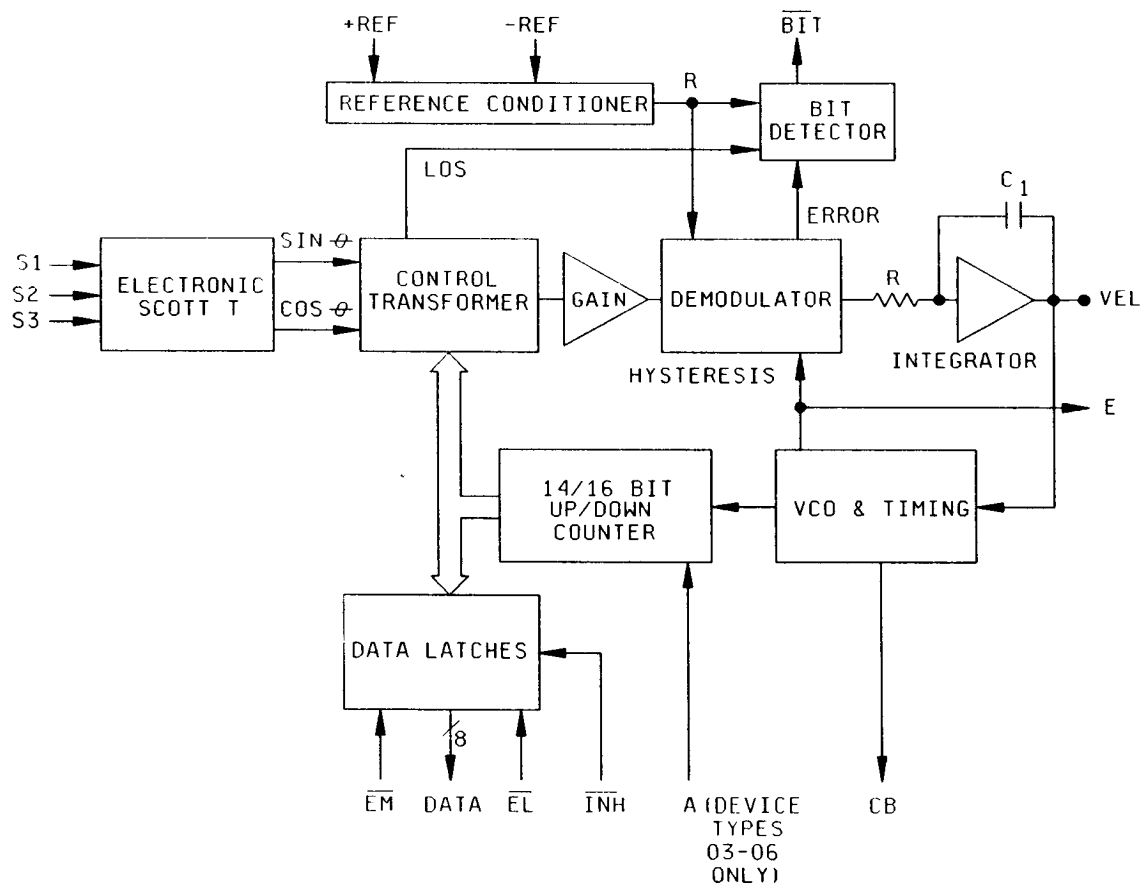 +REF
-REF
BIT
REFERENCE CONDITIONER
R
BIT
DETECTOR
LOS
ERROR
C1
S1
S2
S3
ELECTRONIC
SCOTT T
SIN θ
COS θ
CONTROL
TRANSFORMER
GAIN
DEMODULATOR
R
INTEGRATOR
VEL
HYSTERESIS
E
14/16 BIT
UP/DOWN
COUNTER
VCO & TIMING
DATA LATCHES
8
EM
DATA
EL
INH
A (DEVICE
TYPES
03-06
ONLY)
CB